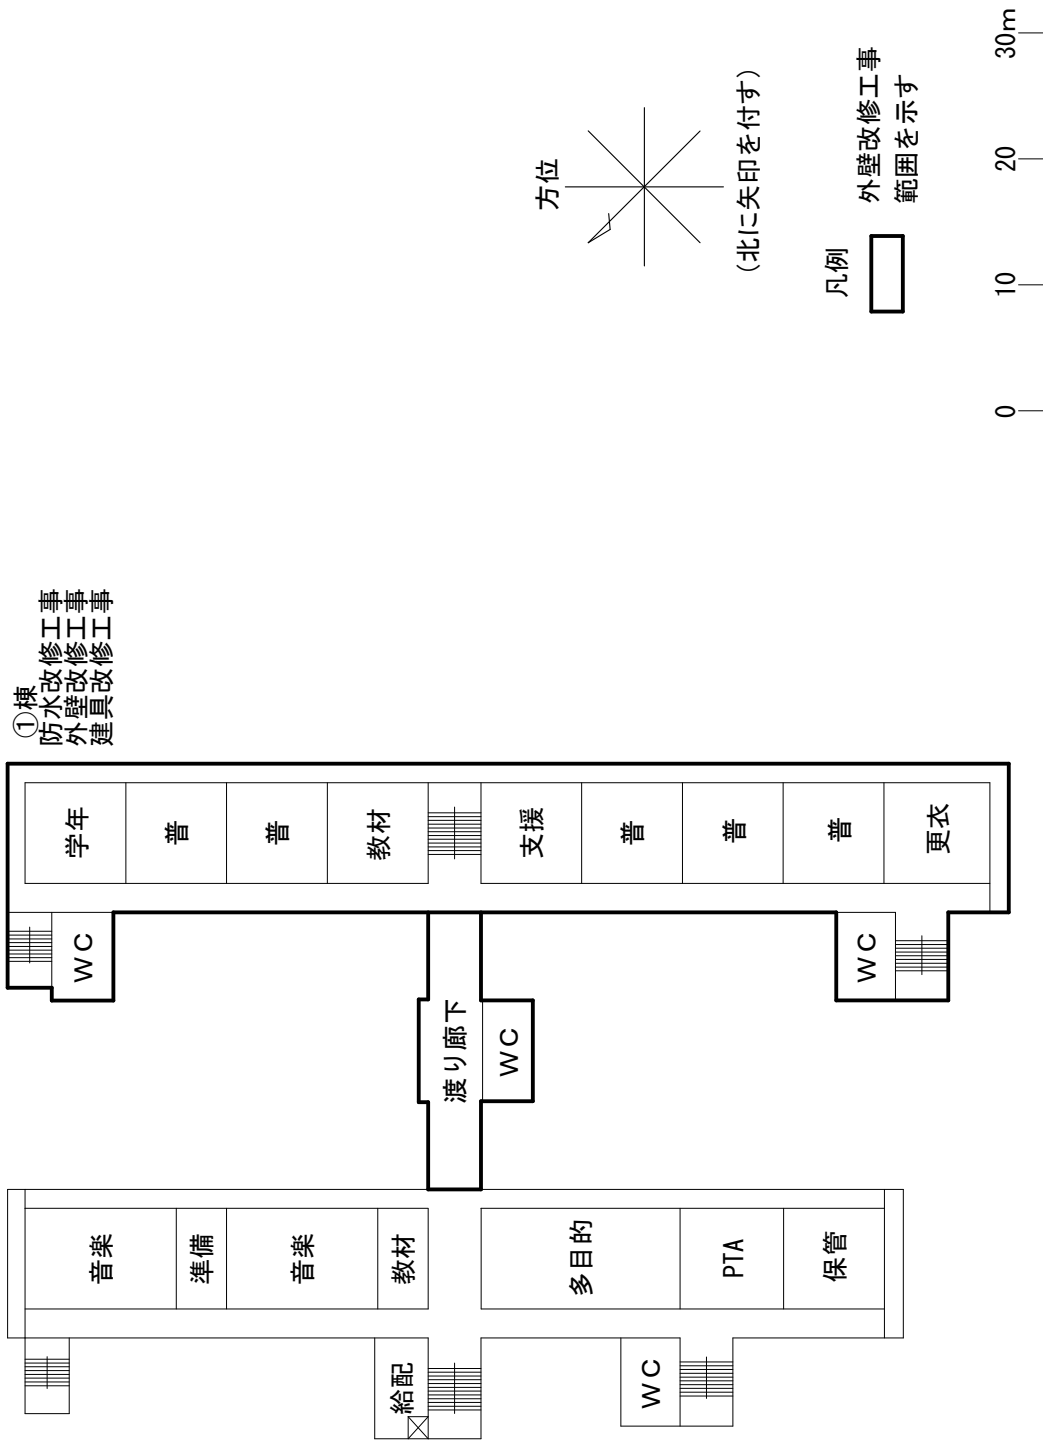 給配
WC
音楽
準備
音楽
教材
多目的
PTA
保管
渡り廊下
WC
WC
WC
学年
普
普
教材
支援
普
普
普
更衣
①棟
防水改修工事
外壁改修工事
建具改修工事
方位
(北に矢印を付す)
凡例
外壁改修工事
範囲を示す
0 10 20 30m